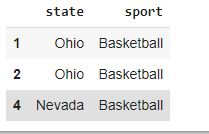 state sport
1 Ohio Basketball
2 Ohio Basketball
4 Nevada Basketball